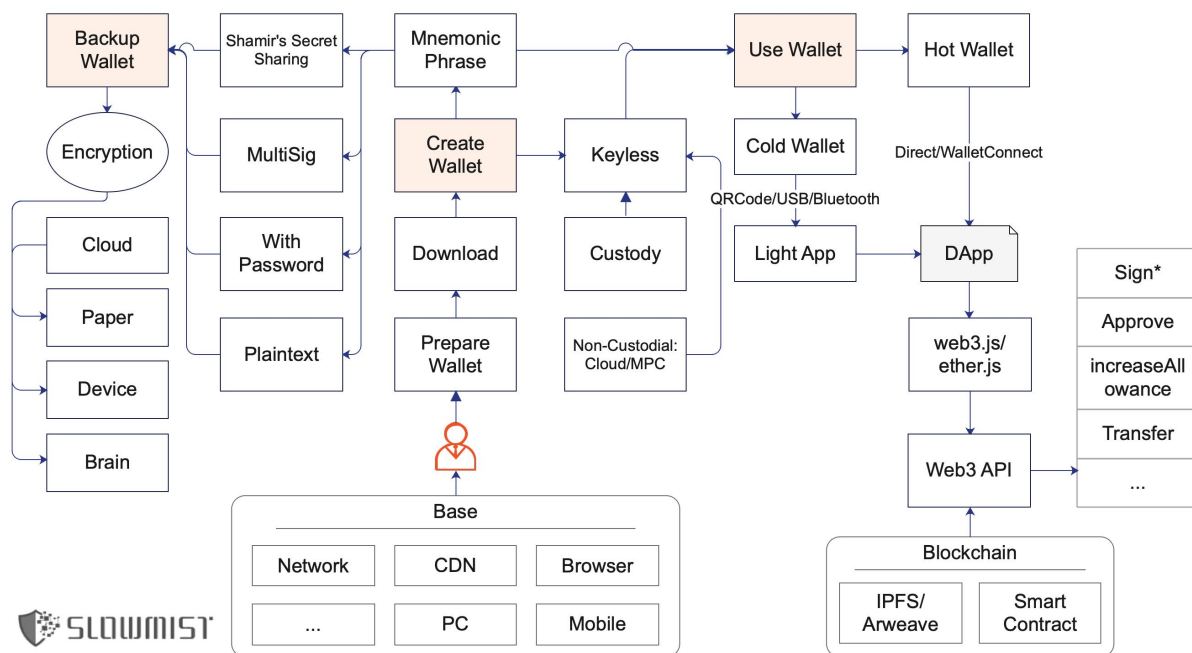 Backup
Wallet
Shamir's Secret
Sharing
Mnemonic
Phrase
Use Wallet
Hot Wallet
Encryption
MultiSig
Create
Wallet
Keyless
Cold Wallet
Direct/WalletConnect
QRCode/USB/Bluetooth
Cloud
With
Password
Download
Custody
Light App
DApp
Sign*
Paper
Plaintext
Prepare
Wallet
Non-Custodial:
Cloud/MPC
web3.js/
ether.js
Approve
increaseAll
owance
Device
Transfer
Brain
Web3 API
...
Base
Network
CDN
Browser
...
PC
Mobile
Blockchain
IPFS/
Arweave
Smart
Contract
SLOWMIST